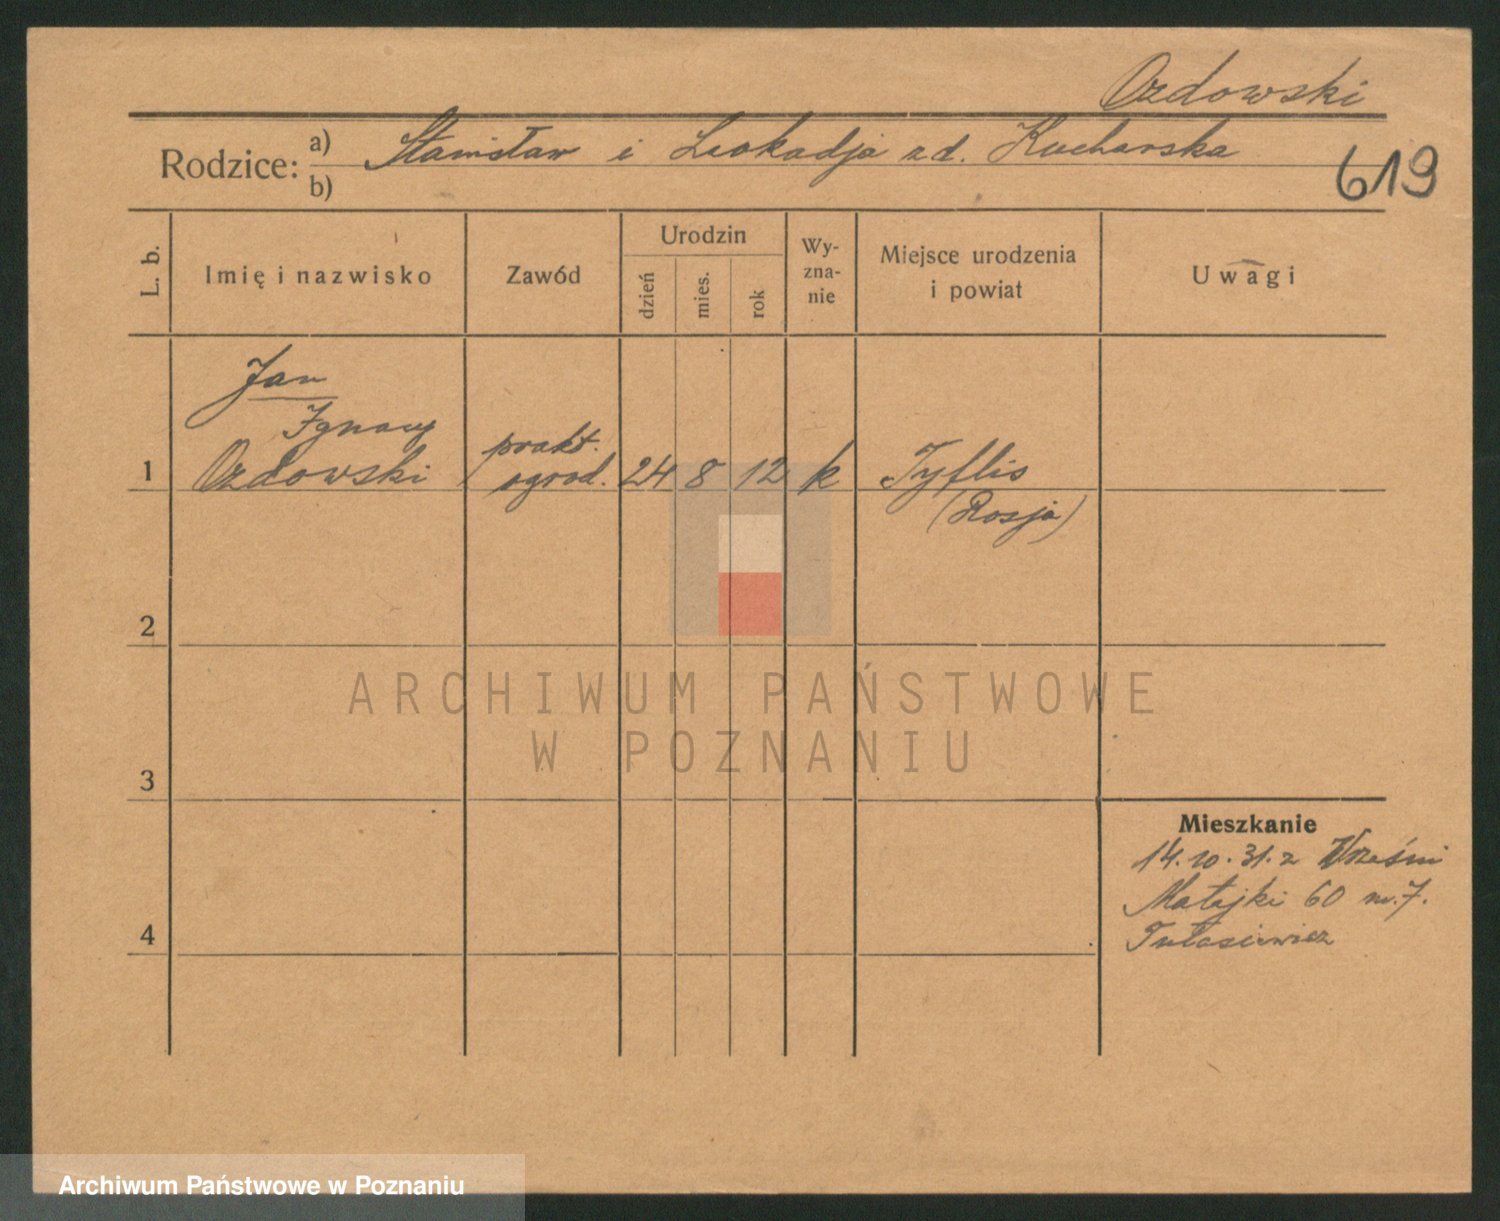 Ozdowski
Rodzice: a) Stanisław i Leokadja zd. Kucharska
b)
619
L. b.
Imię i nazwisko
Zawód
Urodzin
dzień
mies.
rok
Wy-
zna-
nie
Miejsce urodzenia
i powiat
Uwagi
Jan
Ignacy
1 Ozdowski
prakt.
ogrod.
24 8 12 k Tyflis
(Rosja)
2
3
4
Mieszkanie
14.10.31. z Wrześni
Matejki 60 m. 7.
Tułasiewicz
ARCHIWUM PAŃSTWOWE
W POZNANIU
Archiwum Państwowe w Poznaniu